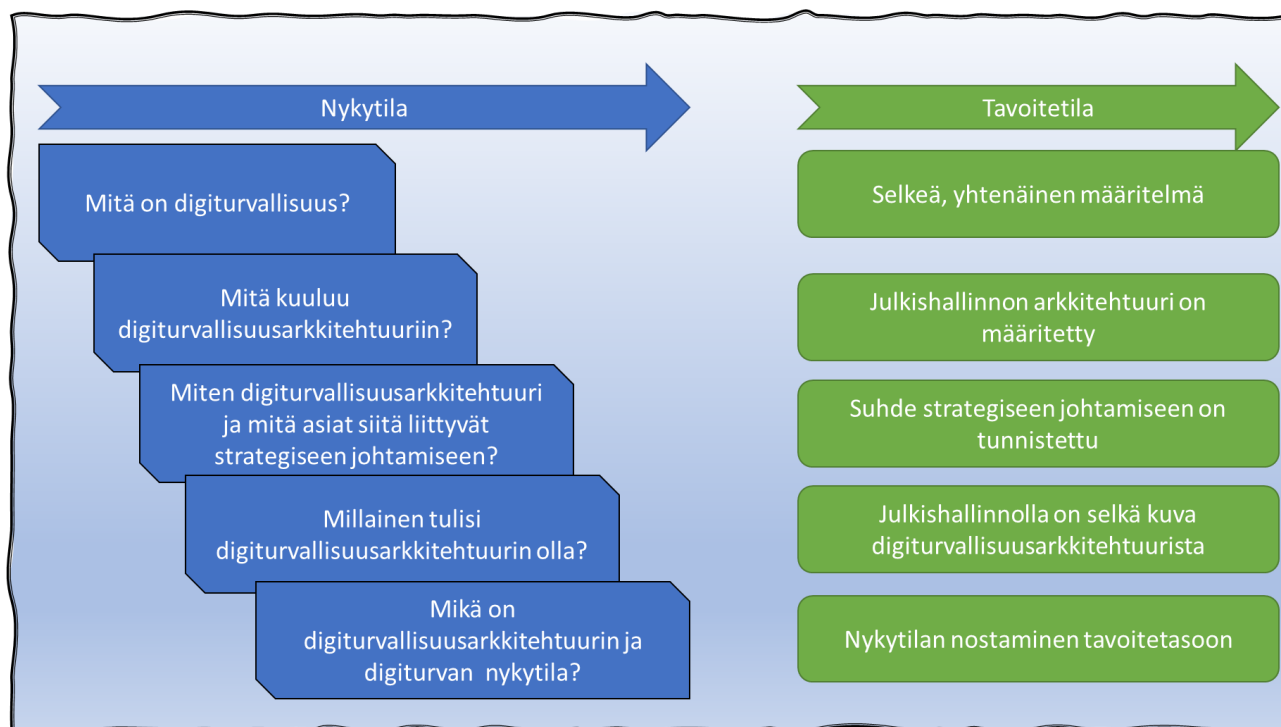 Nykytila
Mitä on digiturvallisuus?
Mitä kuuluu
digiturvallisuusarkkitehtuuriin?
Miten digiturvallisuusarkkitehtuuri
ja mitä asiat siitä liittyvät
strategiseen johtamiseen?
Millainen tulisi
digiturvallisuusarkkitehtuurin olla?
Mikä on
digiturvallisuusarkkitehtuurin ja
digiturvan nykytila?
Tavoitetila
Selkeä, yhtenäinen määritelmä
Julkishallinnon arkkitehtuuri on
määritetty
Suhde strategiseen johtamiseen on
tunnistettu
Julkishallinnolla on selkä kuva
digiturvallisuusarkkitehtuurista
Nykytilan nostaminen tavoitetasoon